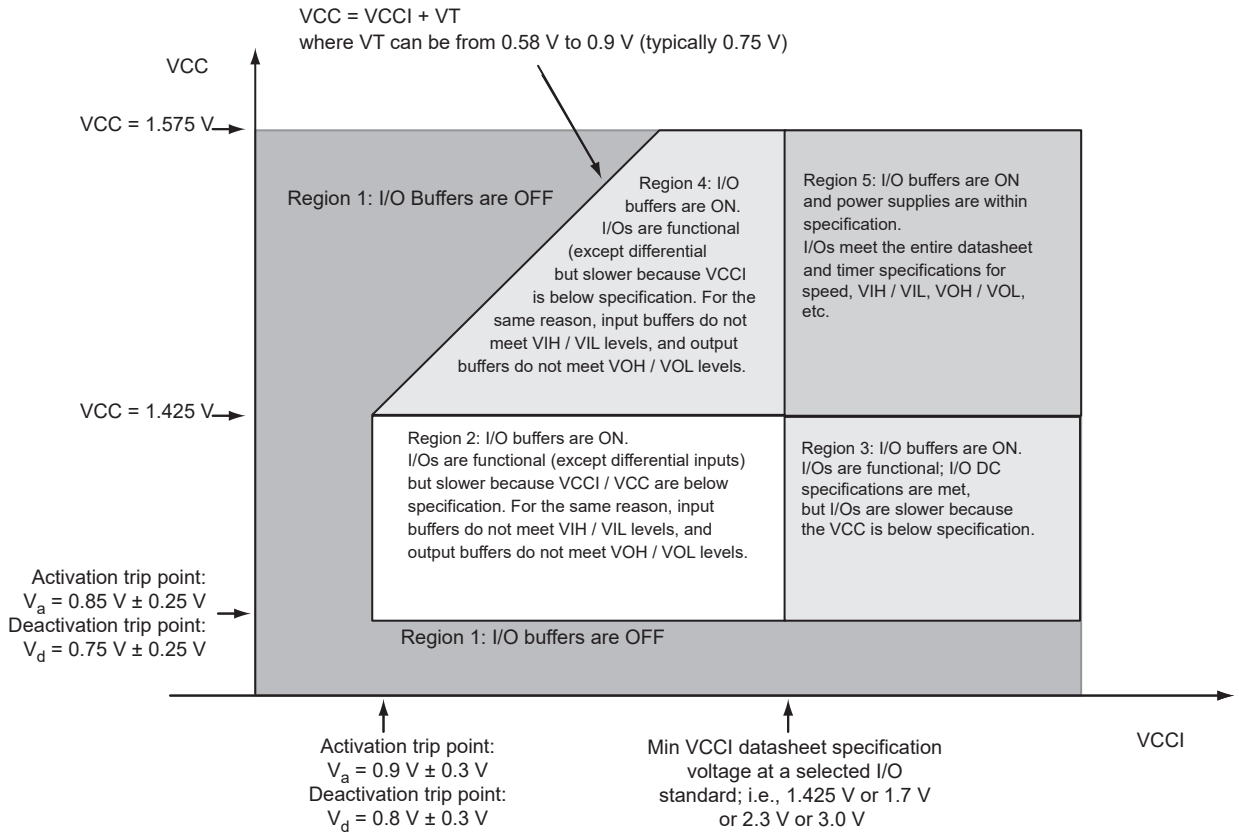 VCC = VCCI + VT
where VT can be from 0.58 V to 0.9 V (typically 0.75 V)
VCC
VCC = 1.575 V
Region 1: I/O Buffers are OFF
Region 4: I/O
buffers are ON.
I/Os are functional
(except differential
but slower because VCCI
is below specification. For the
same reason, input buffers do not
meet VIH / VIL levels, and output
buffers do not meet VOH / VOL levels.
Region 5: I/O buffers are ON
and power supplies are within
specification.
I/Os meet the entire datasheet
and timer specifications for
speed, VIH / VIL, VOH / VOL,
etc.
VCC = 1.425 V
Region 2: I/O buffers are ON.
I/Os are functional (except differential inputs)
but slower because VCCI / VCC are below
specification. For the same reason, input
buffers do not meet VIH / VIL levels, and
output buffers do not meet VOH / VOL levels.
Region 3: I/O buffers are ON.
I/Os are functional; I/O DC
specifications are met,
but I/Os are slower because
the VCC is below specification.
Activation trip point:
Va = 0.85 V ± 0.25 V
Deactivation trip point:
Vd = 0.75 V ± 0.25 V
Region 1: I/O buffers are OFF
Activation trip point:
Va = 0.9 V ± 0.3 V
Deactivation trip point:
Vd = 0.8 V ± 0.3 V
Min VCCI datasheet specification
voltage at a selected I/O
standard; i.e., 1.425 V or 1.7 V
or 2.3 V or 3.0 V
VCCI